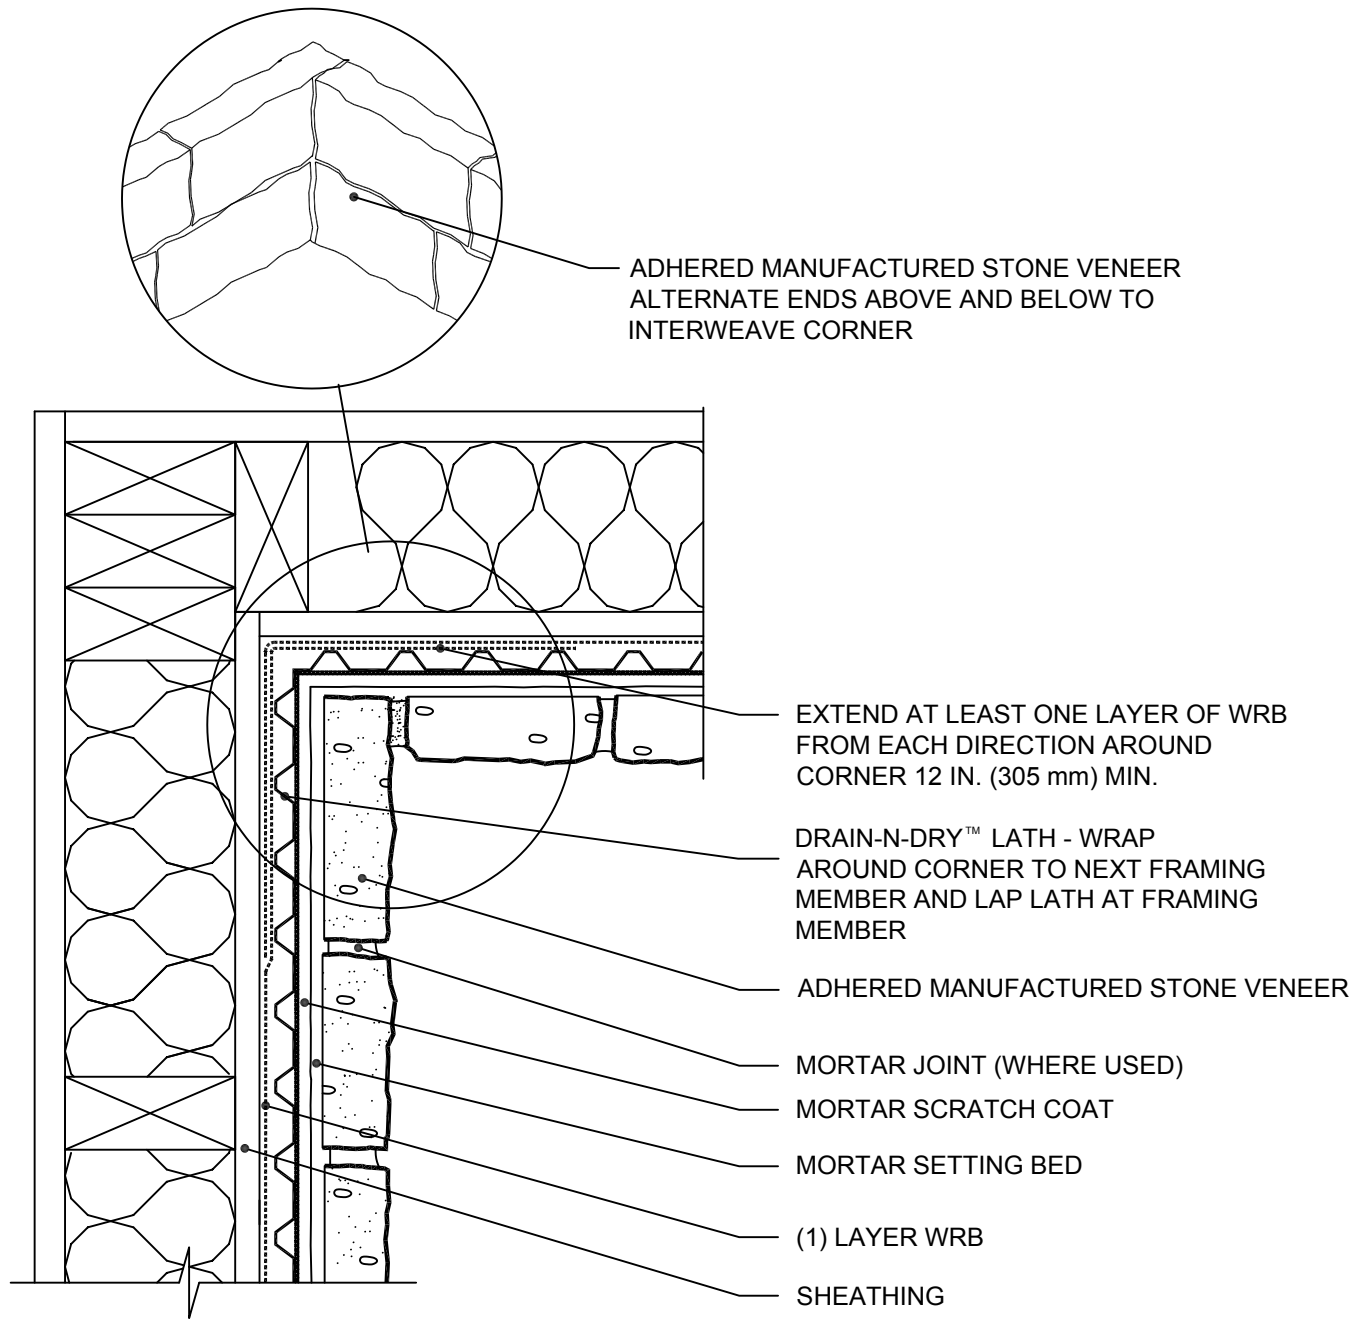 ADHERED MANUFACTURED STONE VENEER
ALTERNATE ENDS ABOVE AND BELOW TO
INTERWEAVE CORNER
EXTEND AT LEAST ONE LAYER OF WRB
FROM EACH DIRECTION AROUND
CORNER 12 IN. (305 mm) MIN.
DRAIN-N-DRY™ LATH - WRAP
AROUND CORNER TO NEXT FRAMING
MEMBER AND LAP LATH AT FRAMING
MEMBER
ADHERED MANUFACTURED STONE VENEER
MORTAR JOINT (WHERE USED)
MORTAR SCRATCH COAT
MORTAR SETTING BED
(1) LAYER WRB
SHEATHING